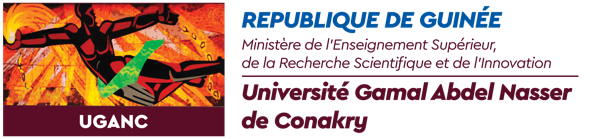 REPUBLIQUE DE GUINÉE
Ministère de l'Enseignement Supérieur,
de la Recherche Scientifique et de l'Innovation
Université Gamal Abdel Nasser
de Conakry
UGANC